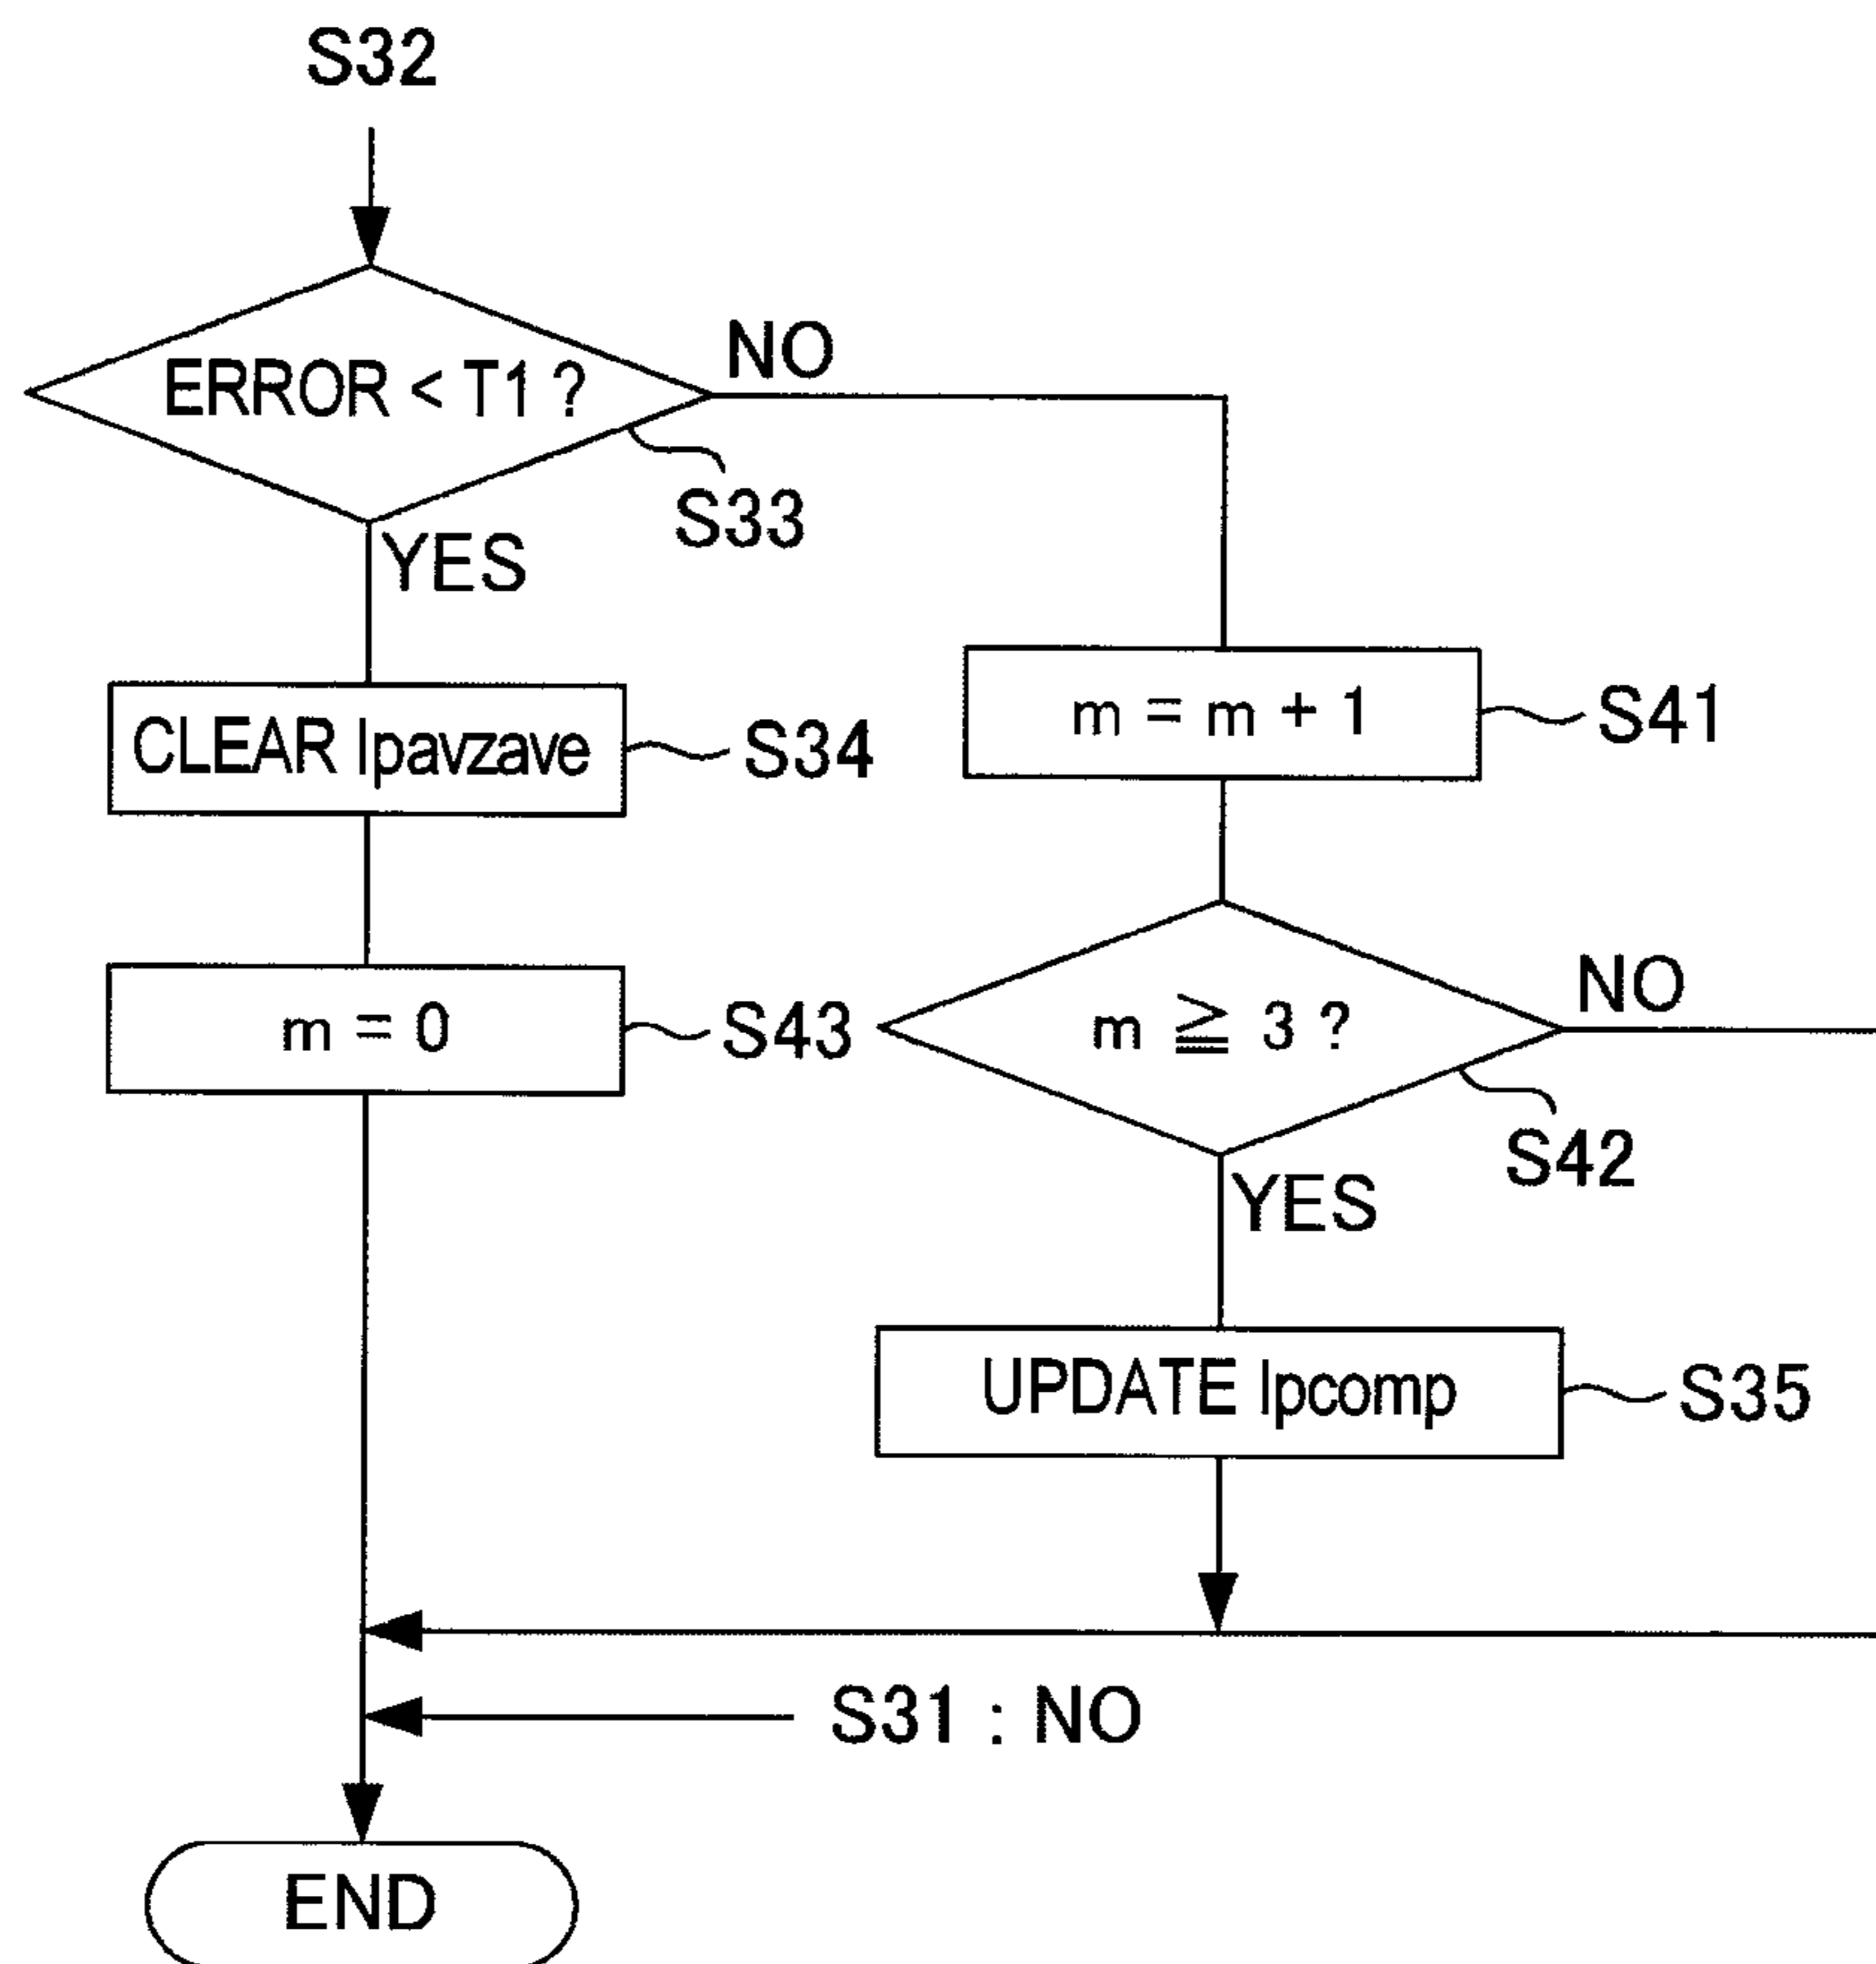 S32
ERROR < T1 ?
NO
S33
YES
CLEAR Ipavzave
S34
m = m + 1
S41
m = 0
S43
m ≧ 3 ?
NO
S42
YES
UPDATE Ipcomp
S35
S31 : NO
END